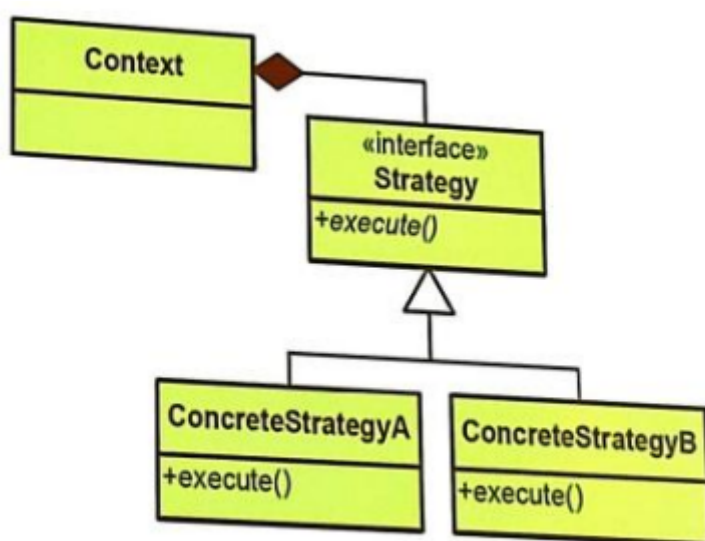 Context
«interface»
Strategy
+execute()
ConcreteStrategyA
+execute()
ConcreteStrategyB
+execute()